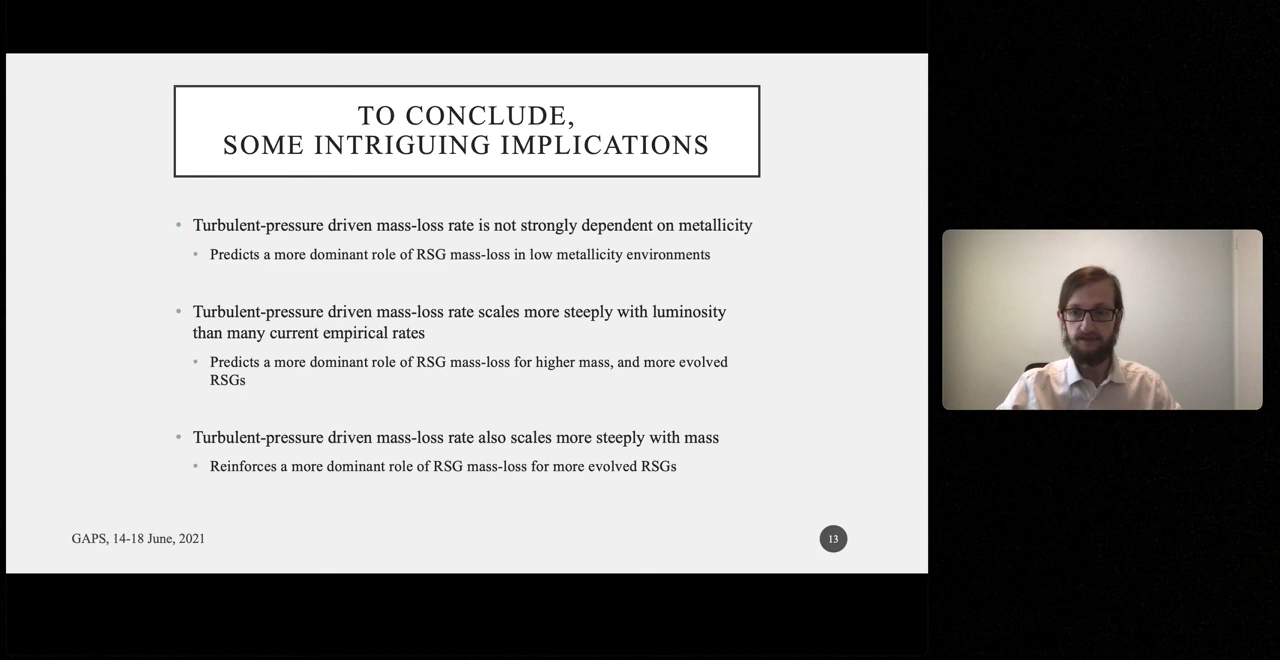 TO CONCLUDE,
SOME INTRIGUING IMPLICATIONS
• Turbulent-pressure driven mass-loss rate is not strongly dependent on metallicity
• Predicts a more dominant role of RSG mass-loss in low metallicity environments
• Turbulent-pressure driven mass-loss rate scales more steeply with luminosity
than many current empirical rates
• Predicts a more dominant role of RSG mass-loss for higher mass, and more evolved
RSGs
• Turbulent-pressure driven mass-loss rate also scales more steeply with mass
• Reinforces a more dominant role of RSG mass-loss for more evolved RSGs
GAPS, 14-18 June, 2021
13